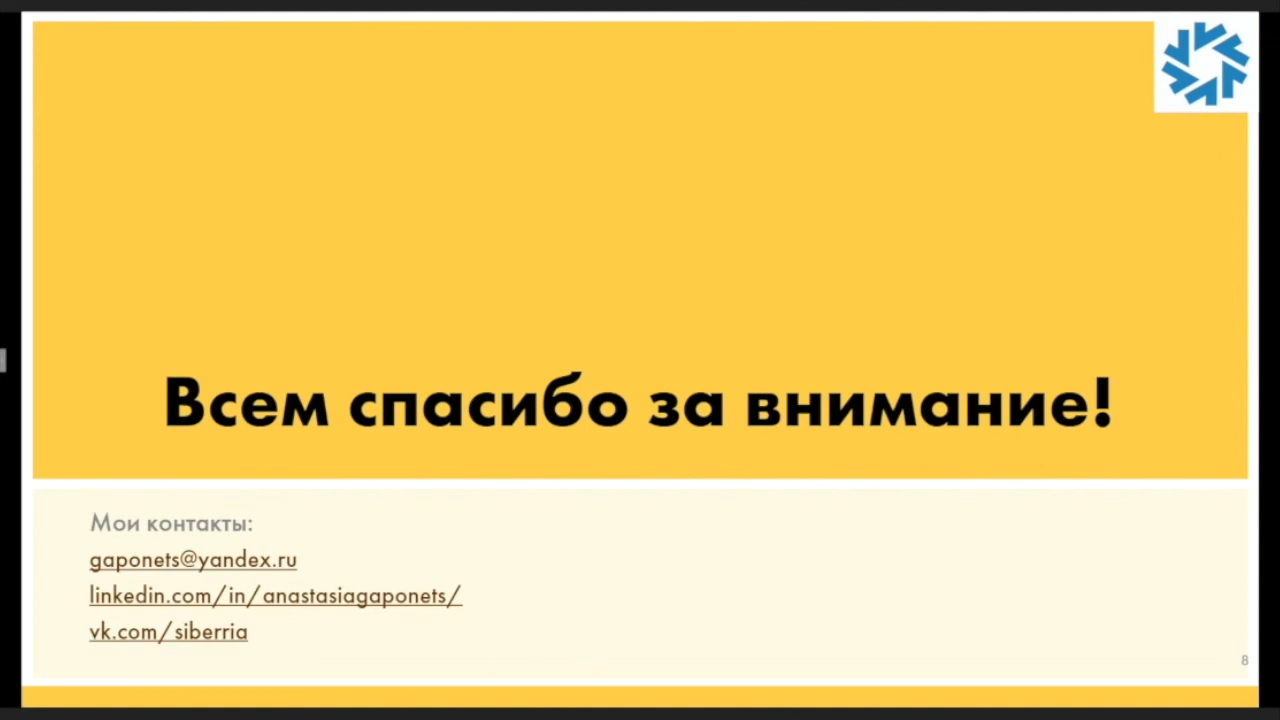 Всем спасибо за внимание!
Мои контакты:
gaponets@yandex.ru
linkedin.com/in/anastasiagaponets/
vk.com/siberria
8